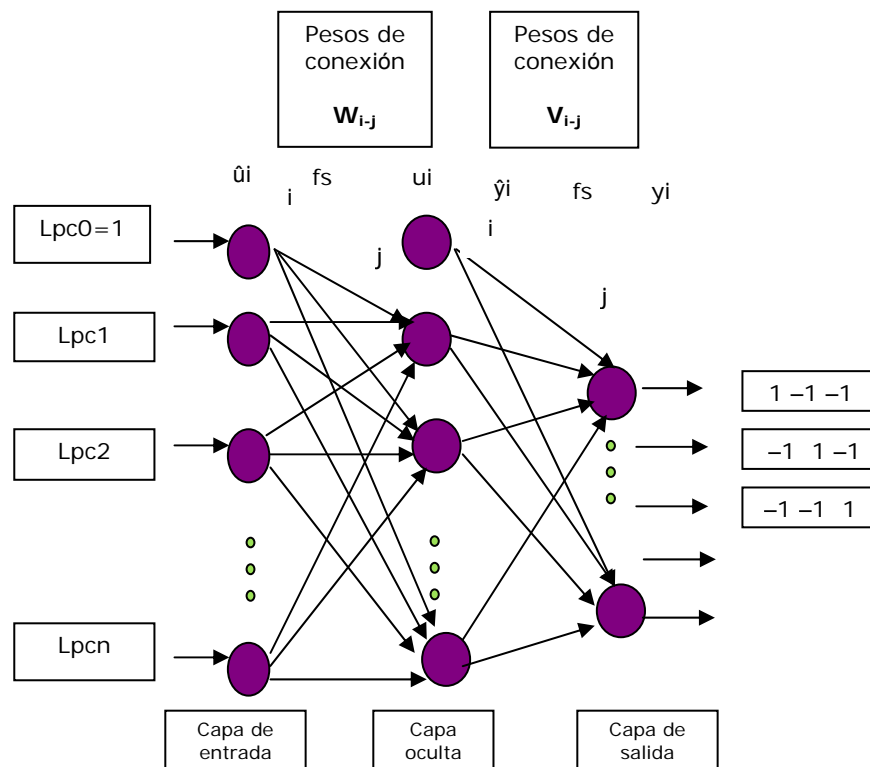 Pesos de
conexión
Wi-j
Pesos de
conexión
Vi-j
ûi
i
fs
ui
ŷi
i
fs
yi
j
j
Lpc0=1
Lpc1
Lpc2
Lpcn
1 –1 –1
–1 1 –1
–1 –1 1
Capa de
entrada
Capa
oculta
Capa de
salida